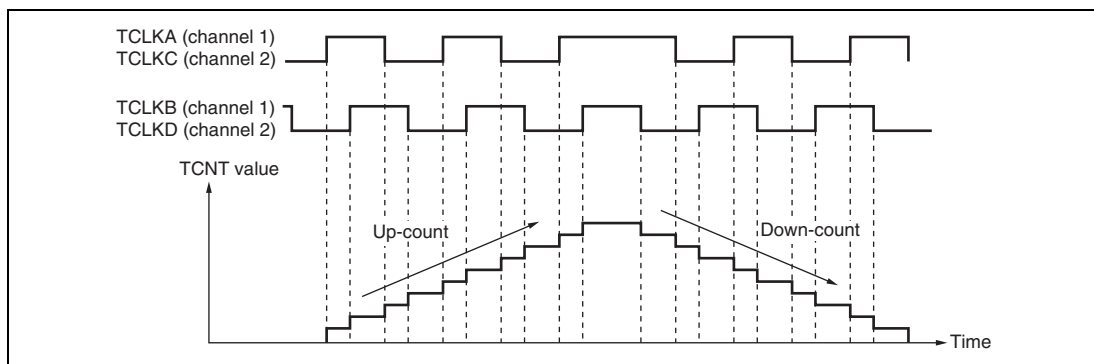 TCLKA (channel 1)
TCLKC (channel 2)
TCLKB (channel 1)
TCLKD (channel 2)
TCNT value
Up-count
Down-count
Time